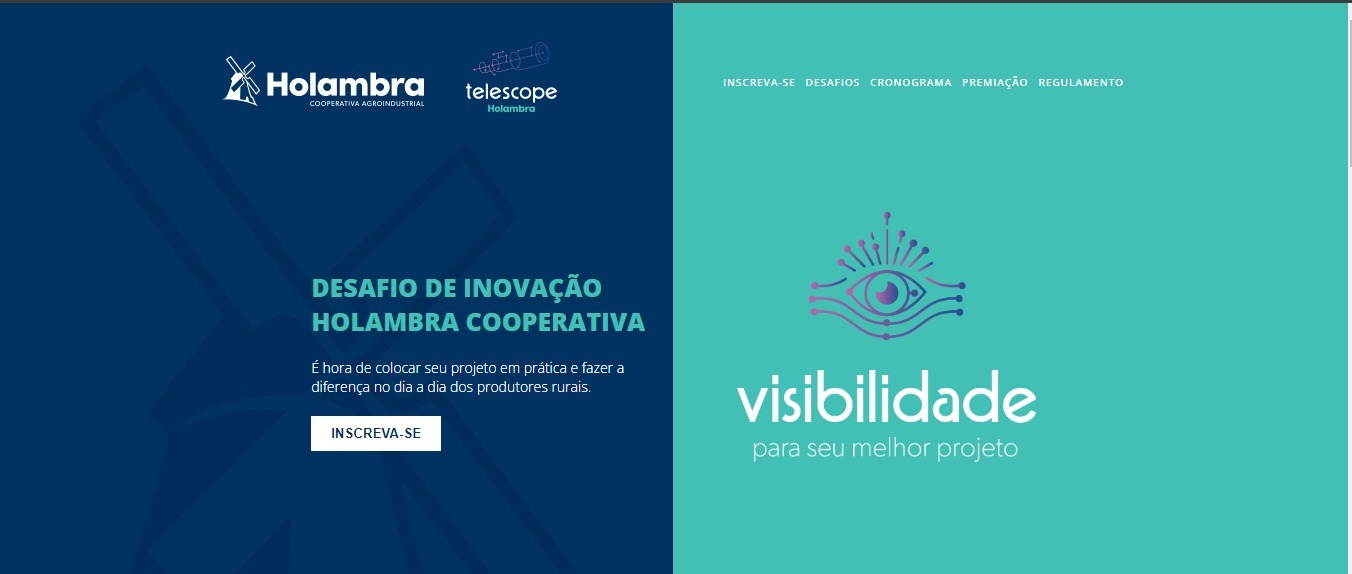 Holambra
COOPERATIVA AGROINDUSTRIAL
telescope
Holambra
INSCREVA-SE DESAFIOS CRONOGRAMA PREMIAÇÃO REGULAMENTO
DESAFIO DE INOVAÇÃO
HOLAMBRA COOPERATIVA
É hora de colocar seu projeto em prática e fazer a
diferença no dia a dia dos produtores rurais.
INSCREVA-SE
visibilidade
para seu melhor projeto